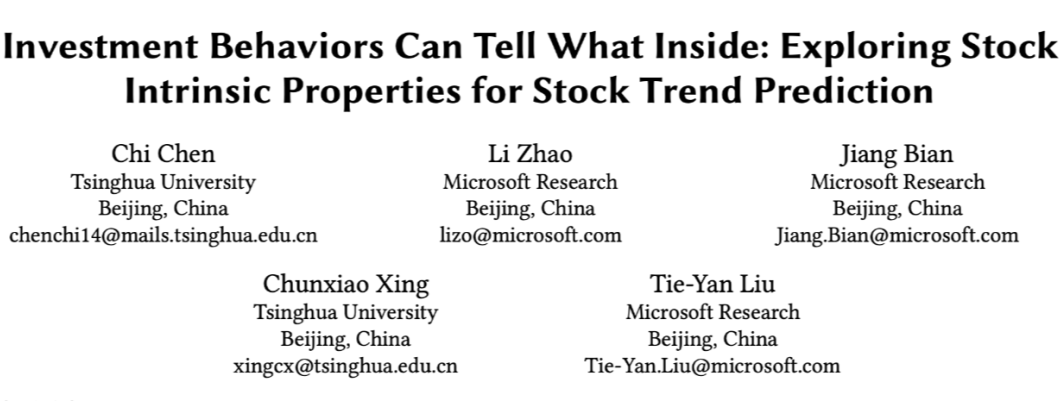 Investment Behaviors Can Tell What Inside: Exploring Stock
Intrinsic Properties for Stock Trend Prediction
Chi Chen
Tsinghua University
Beijing, China
chenchi14@mails.tsinghua.edu.cn
Li Zhao
Microsoft Research
Beijing, China
lizo@microsoft.com
Jiang Bian
Microsoft Research
Beijing, China
Jiang.Bian@microsoft.com
Chunxiao Xing
Tsinghua University
Beijing, China
xingcx@tsinghua.edu.cn
Tie-Yan Liu
Microsoft Research
Beijing, China
Tie-Yan.Liu@microsoft.com